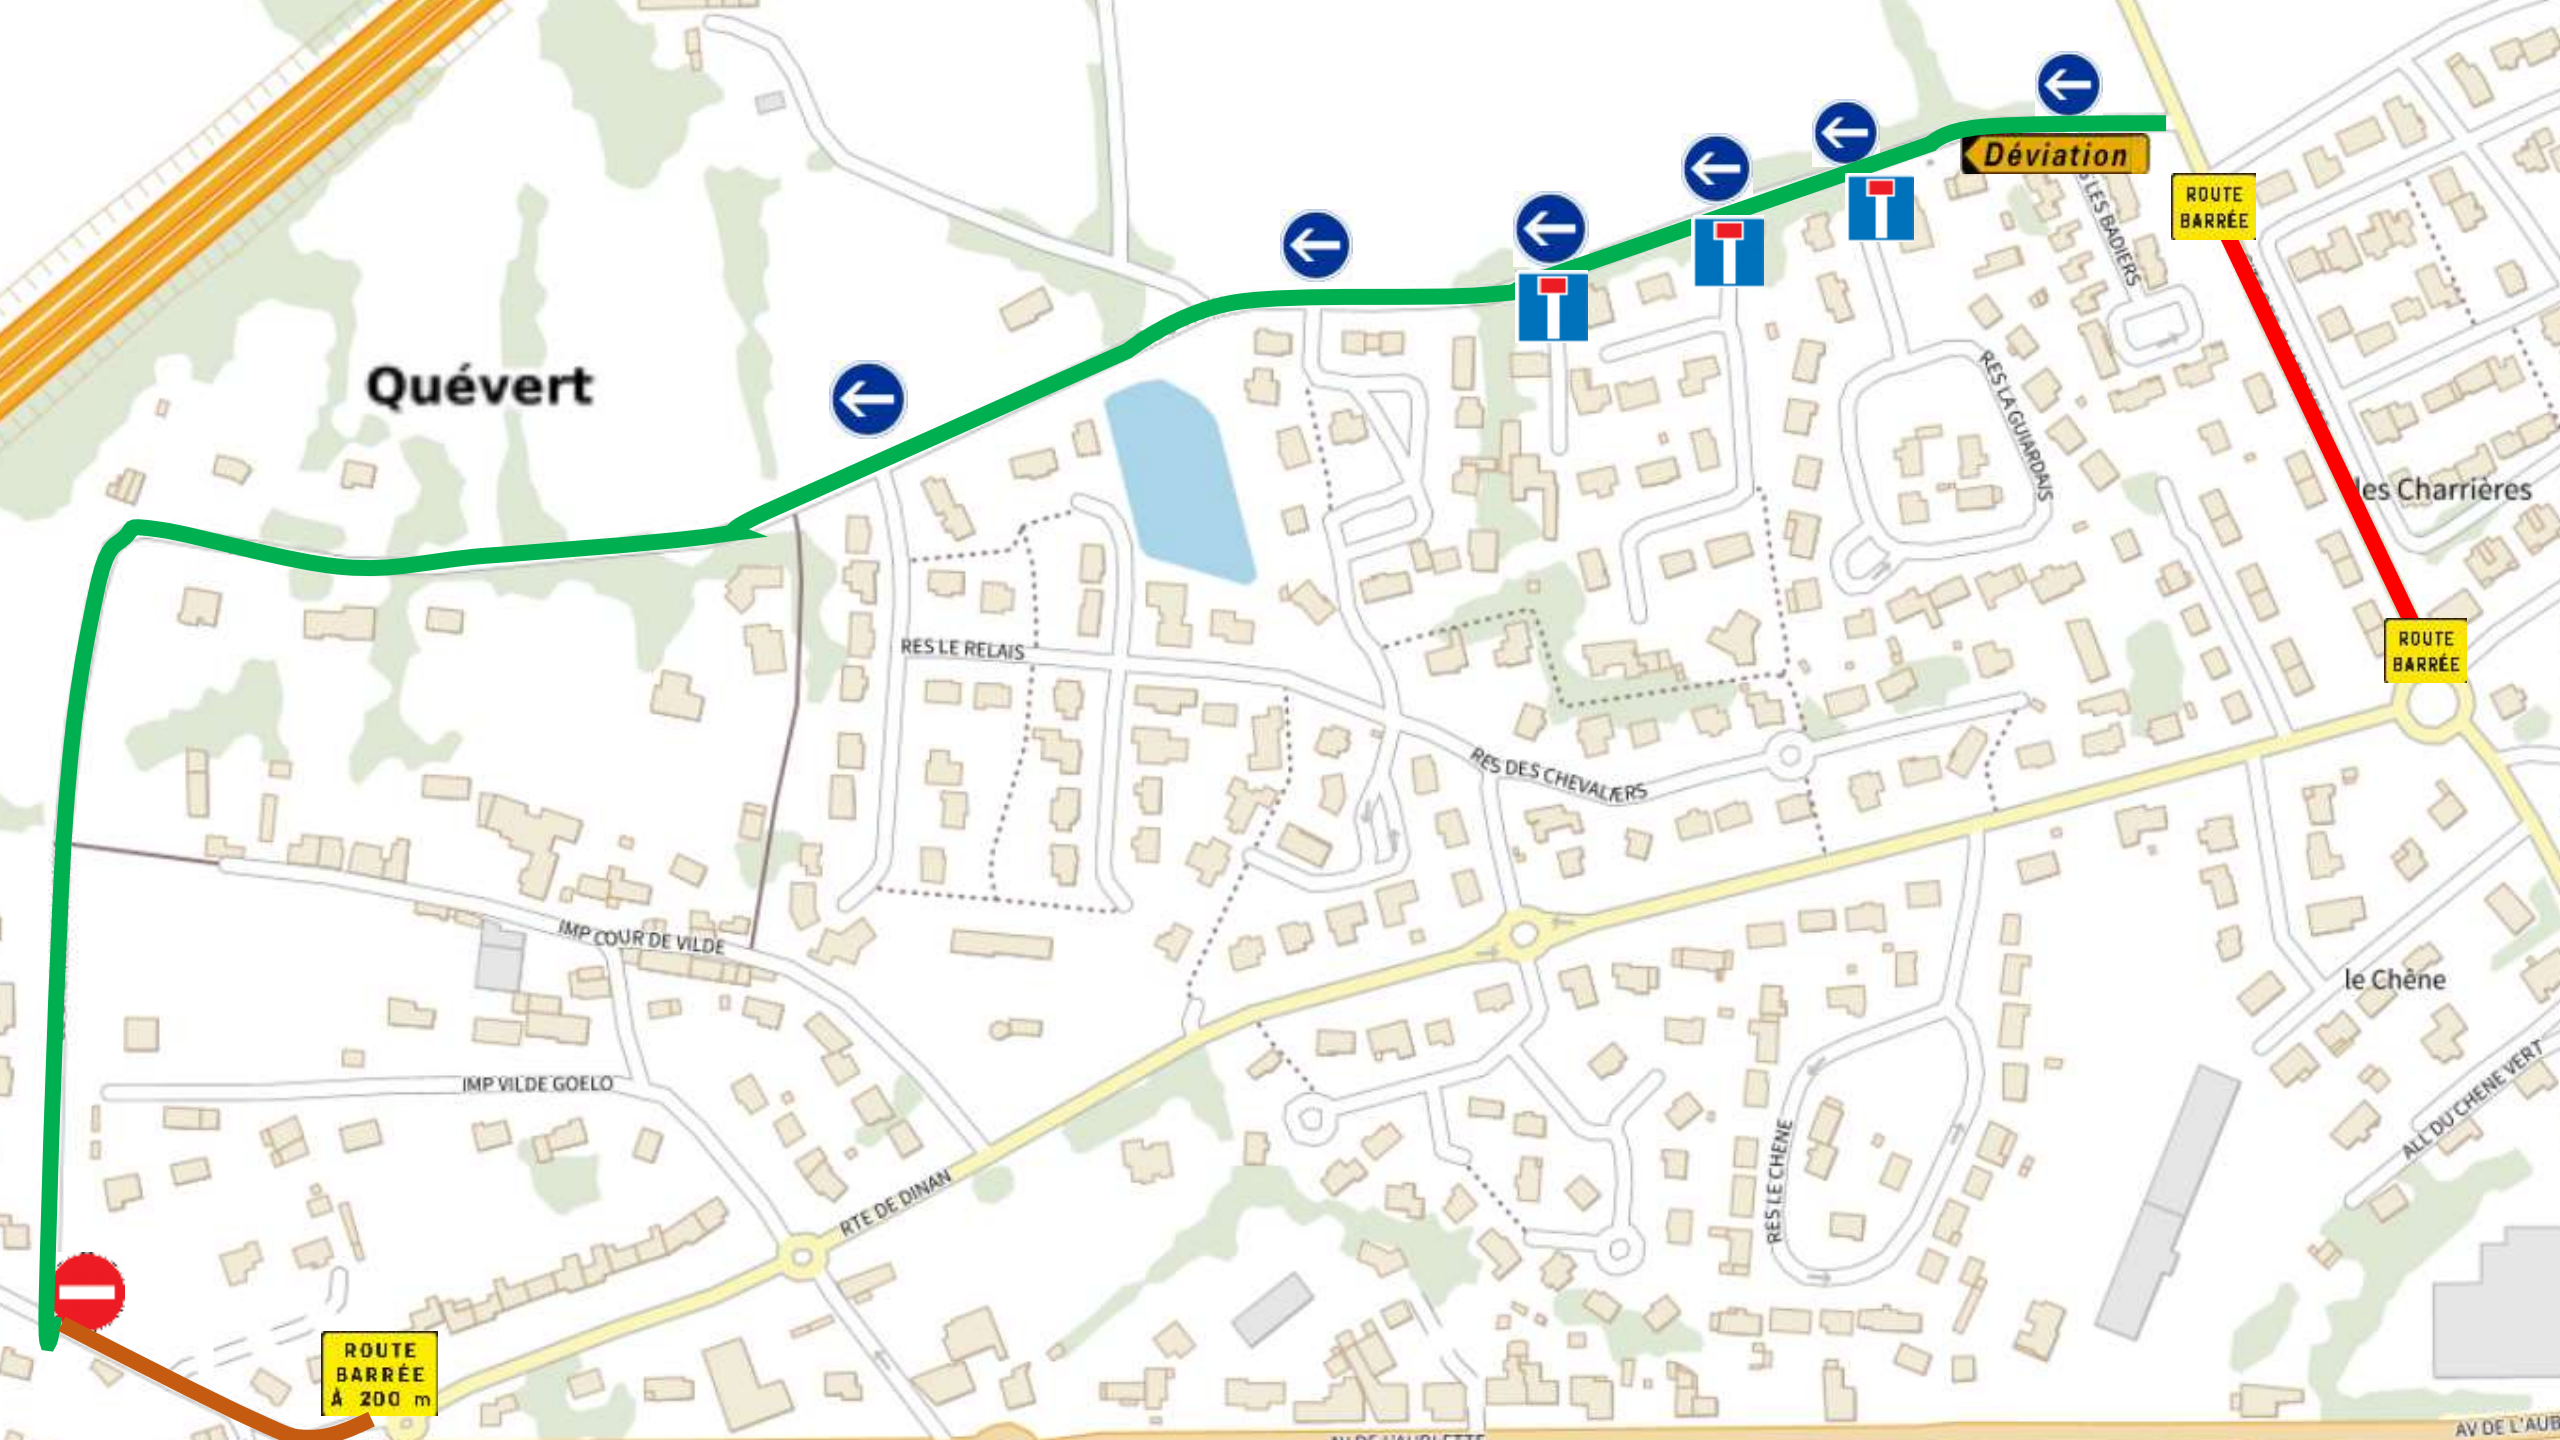 Déviation
ROUTE
BARRÉE
LES BADIERS
Quévert
RES LA GUIARDAIS
les Charrières
ROUTE
BARRÉE
RES LE RELAIS
RES DES CHEVALIERS
IMP COUR DE VILDE
le Chêne
IMP VILDE GOELO
ALL DU CHENE VERT
RES LE CHENE
RTE DE DINAN
ROUTE
BARRÉE
À 200 m
AV DE L'AUB